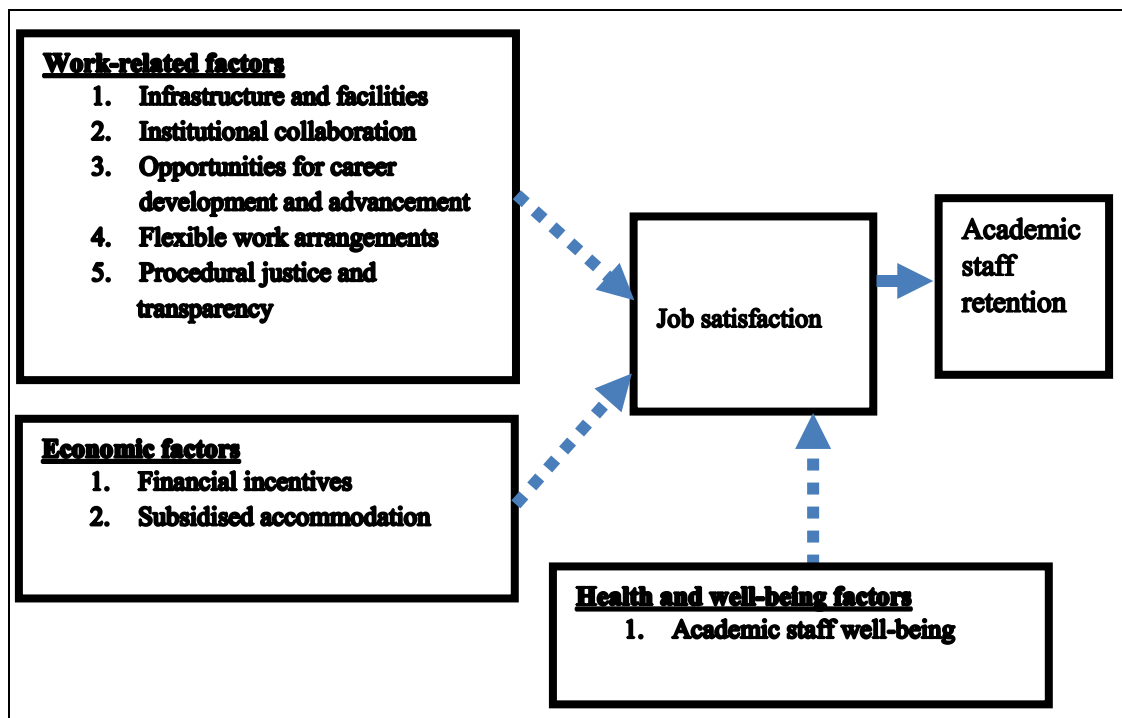 Work-related factors
1. Infrastructure and facilities
2. Institutional collaboration
3. Opportunities for career
development and advancement
4. Flexible work arrangements
5. Procedural justice and
transparency
Economic factors
1. Financial incentives
2. Subsidised accommodation
Job satisfaction
Academic
staff
retention
Health and well-being factors
1. Academic staff well-being